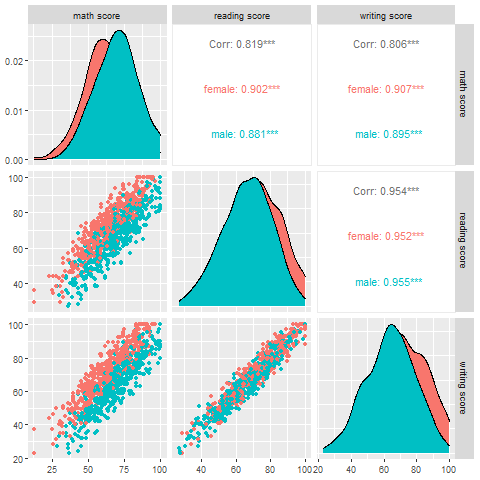 math score reading score writing score
0.02
0.01
0.00
Corr: 0.819***
female: 0.902***
male: 0.881***
Corr: 0.806***
female: 0.907***
male: 0.895***
math score
100
80
60
40
Corr: 0.954***
female: 0.952***
male: 0.955***
reading score
100
80
60
40
20
writing score
25 50 75 100 40 60 80 100 20 40 60 80 100